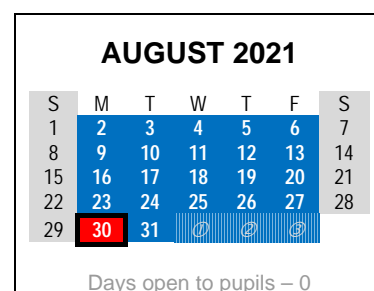 AUGUST 2021
S M T W T F S
1 2 3 4 5 6 7
8 9 10 11 12 13 14
15 16 17 18 19 20 21
22 23 24 25 26 27 28
29 30 31 ① ② ③
Days open to pupils – 0